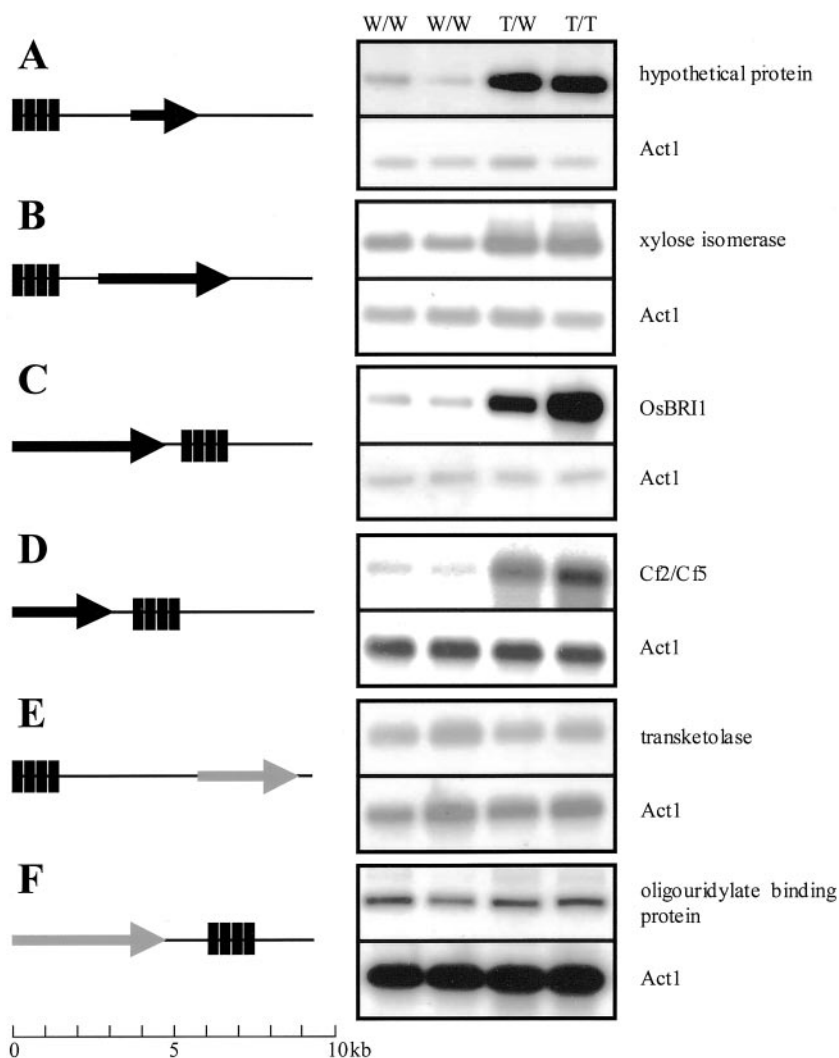 W/W W/W T/W T/T
A
hypothetical protein
Act1
B
xylose isomerase
Act1
C
OsBRI1
Act1
D
Cf2/Cf5
Act1
E
transketolase
Act1
F
oligouridylate binding
protein
Act1
0 5 10kb